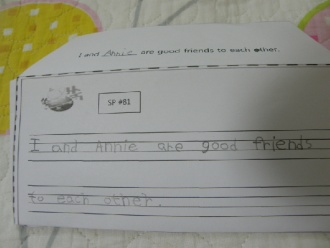 I and Annie are good friends to each other.
SF #81
I and Annie are good friends
to each other.